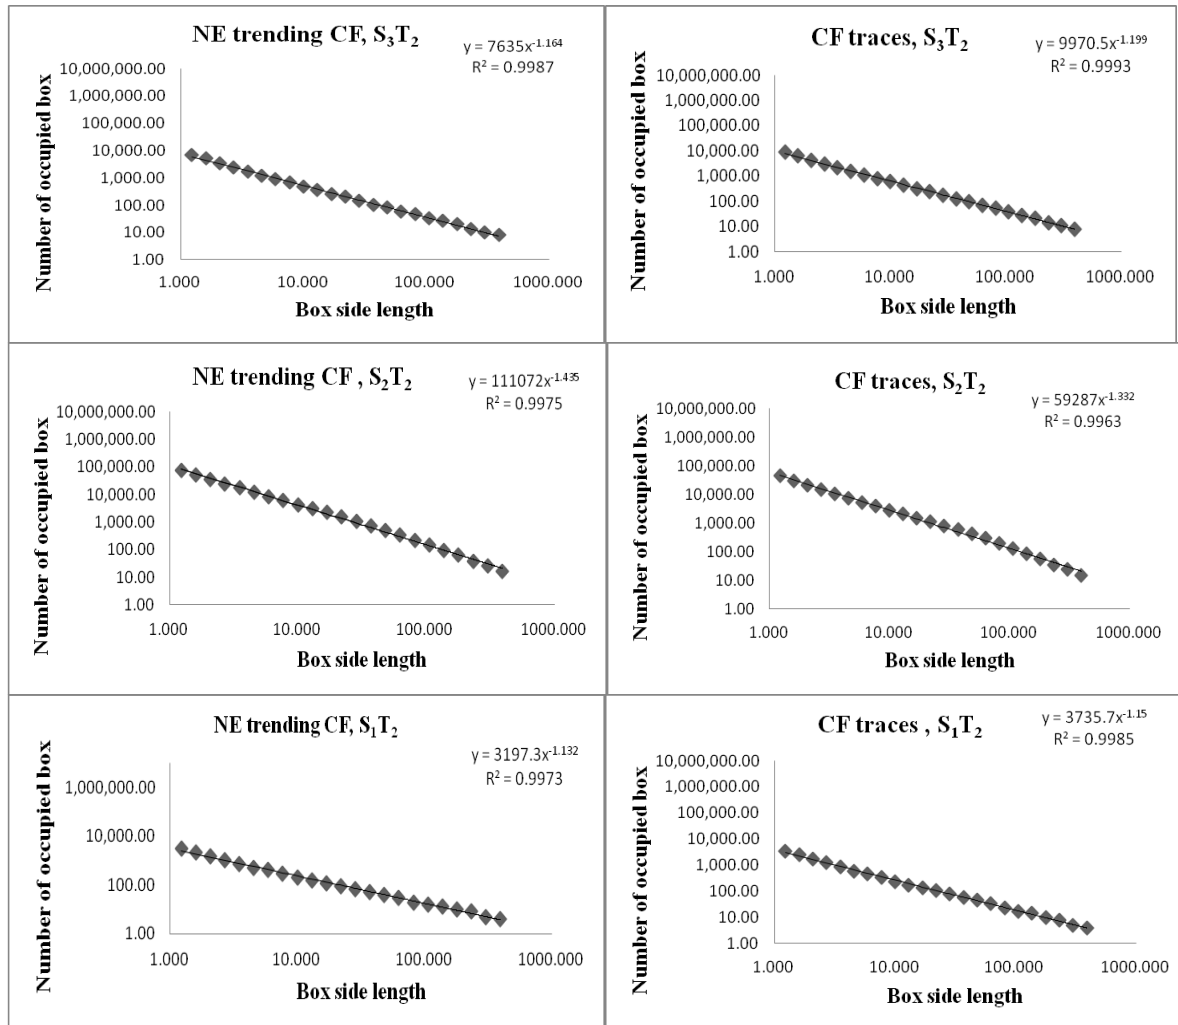 NE trending CF, S₃T₂
y = 7635x⁻¹·¹⁶⁴
R² = 0.9987
Number of occupied box
10,000,000.00
1,000,000.00
100,000.00
10,000.00
1,000.00
100.00
10.00
1.00
1.000 10.000 100.000 1000.000
Box side length
CF traces, S₃T₂
y = 9970.5x⁻¹·¹⁹⁹
R² = 0.9993
Number of occupied box
10,000,000.00
1,000,000.00
100,000.00
10,000.00
1,000.00
100.00
10.00
1.00
1.000 10.000 100.000 1000.000
Box side length
NE trending CF , S₂T₂
y = 111072x⁻¹·⁴³⁵
R² = 0.9975
Number of occupied box
10,000,000.00
1,000,000.00
100,000.00
10,000.00
1,000.00
100.00
10.00
1.00
1.000 10.000 100.000 1000.000
Box side length
CF traces, S₂T₂
y = 59287x⁻¹·³³²
R² = 0.9963
Number of occupied box
10,000,000.00
1,000,000.00
100,000.00
10,000.00
1,000.00
100.00
10.00
1.00
1.000 10.000 100.000 1000.000
Box side length
NE trending CF, S₁T₂
y = 3197.3x⁻¹·¹³²
R² = 0.9973
Number of occupied box
1,000,000.00
10,000.00
100.00
1.00
1.000 10.000 100.000 1000.000
Box side length
CF traces , S₁T₂
y = 3735.7x⁻¹·¹⁵
R² = 0.9985
Number of occupied box
10,000,000.00
1,000,000.00
100,000.00
10,000.00
1,000.00
100.00
10.00
1.00
1.000 10.000 100.000 1000.000
Box side length